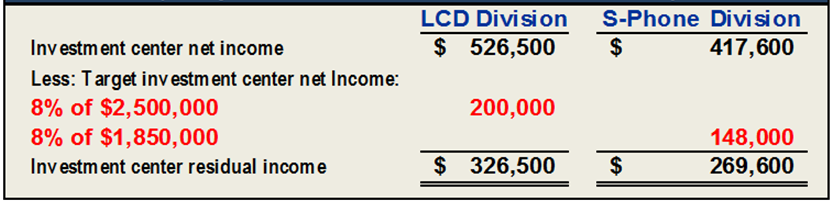 LCD Division S-Phone Division
Investment center net income $ 526,500 $ 417,600
Less: Target investment center net Income:
8% of $2,500,000 200,000
8% of $1,850,000 148,000
Investment center residual income $ 326,500 $ 269,600